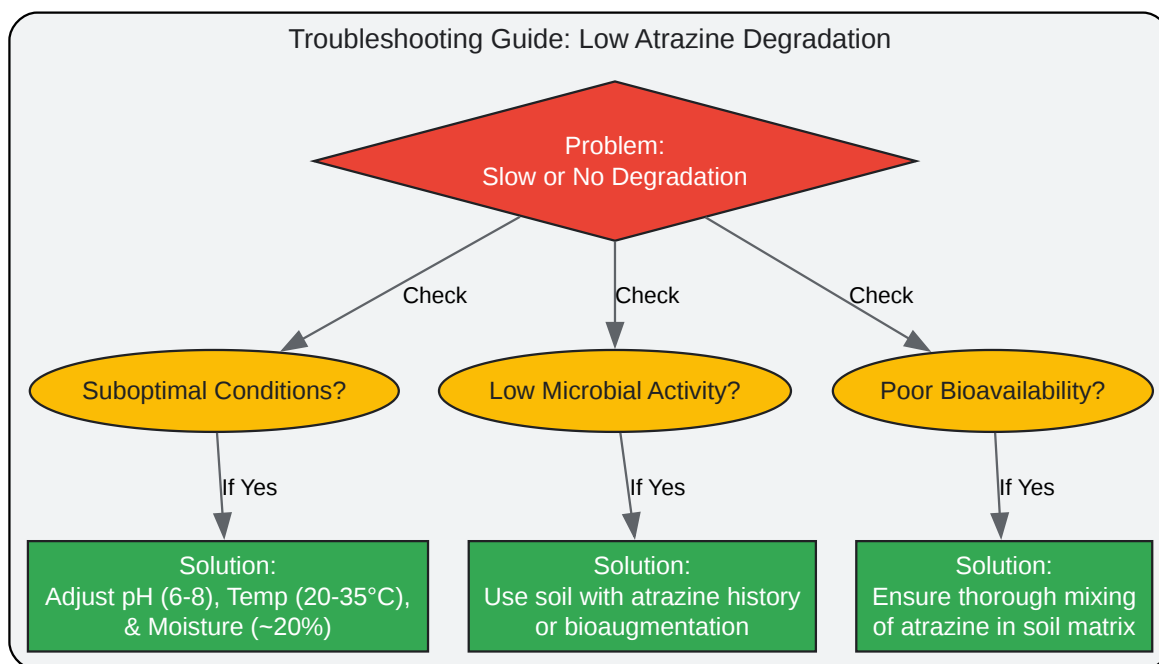 Troubleshooting Guide: Low Atrazine Degradation
Problem:
Slow or No Degradation
Check
Check
Check
Suboptimal Conditions?
Low Microbial Activity?
Poor Bioavailability?
If Yes
If Yes
If Yes
Solution:
Adjust pH (6-8), Temp (20-35°C),
& Moisture (~20%)
Solution:
Use soil with atrazine history
or bioaugmentation
Solution:
Ensure thorough mixing
of atrazine in soil matrix